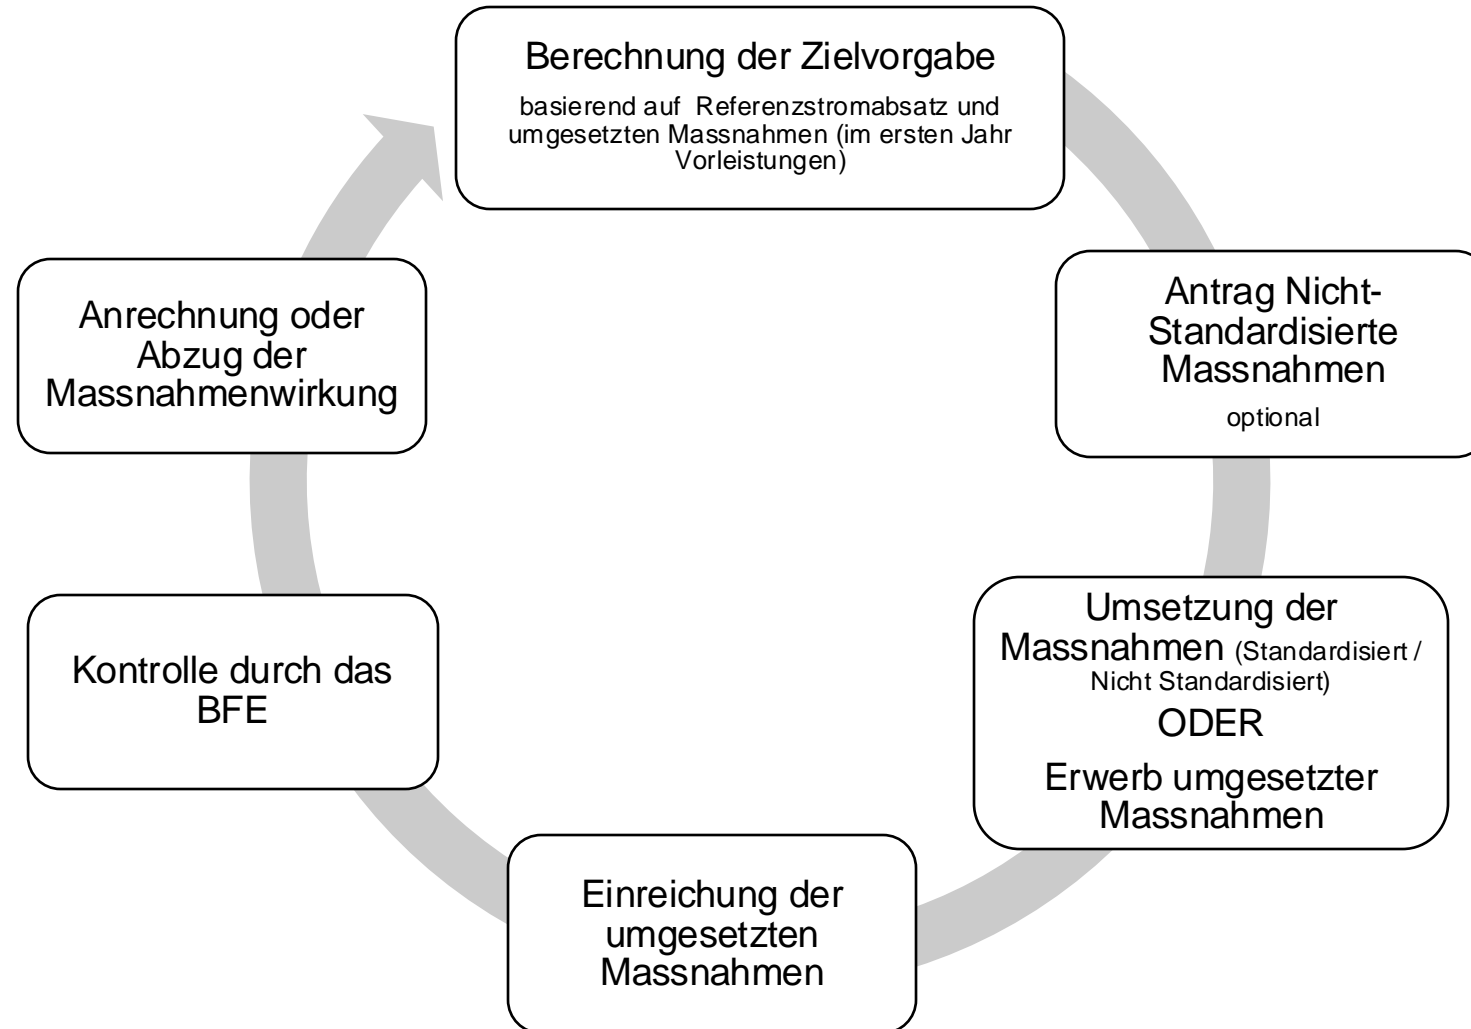 Berechnung der Zielvorgabe
basierend auf Referenzstromabsatz und
umgesetzten Massnahmen (im ersten Jahr
Vorleistungen)
Antrag Nicht-
Standardisierte
Massnahmen
optional
Umsetzung der
Massnahmen (Standardisiert /
Nicht Standardisiert)
ODER
Erwerb umgesetzter
Massnahmen
Einreichung der
umgesetzten
Massnahmen
Kontrolle durch das
BFE
Anrechnung oder
Abzug der
Massnahmenwirkung